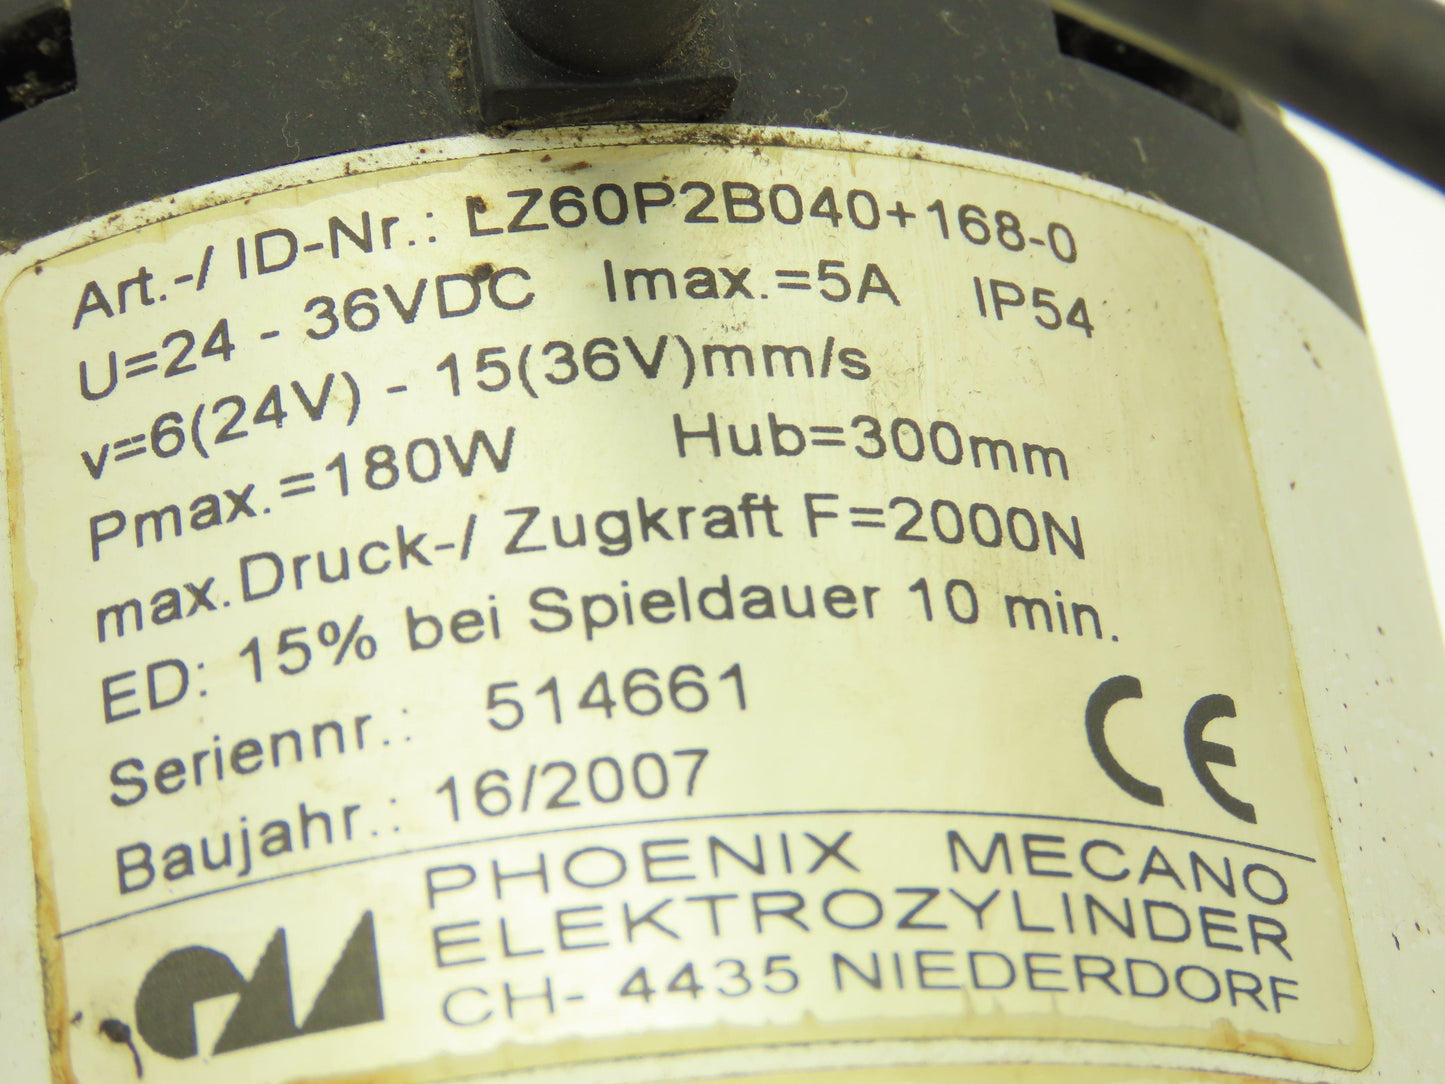 Art.-/ ID-Nr.: LZ60P2B040+168-0
U=24 - 36VDC Imax.=5A IP54
v=6(24V) - 15(36V)mm/s
Pmax.=180W Hub=300mm
max.Druck-/ Zugkraft F=2000N
ED: 15% bei Spieldauer 10 min.
Seriennr.: 514661
Baujahr.: 16/2007
CE
PHOENIX MECANO
ELEKTROZYLINDER
CH- 4435 NIEDERDORF